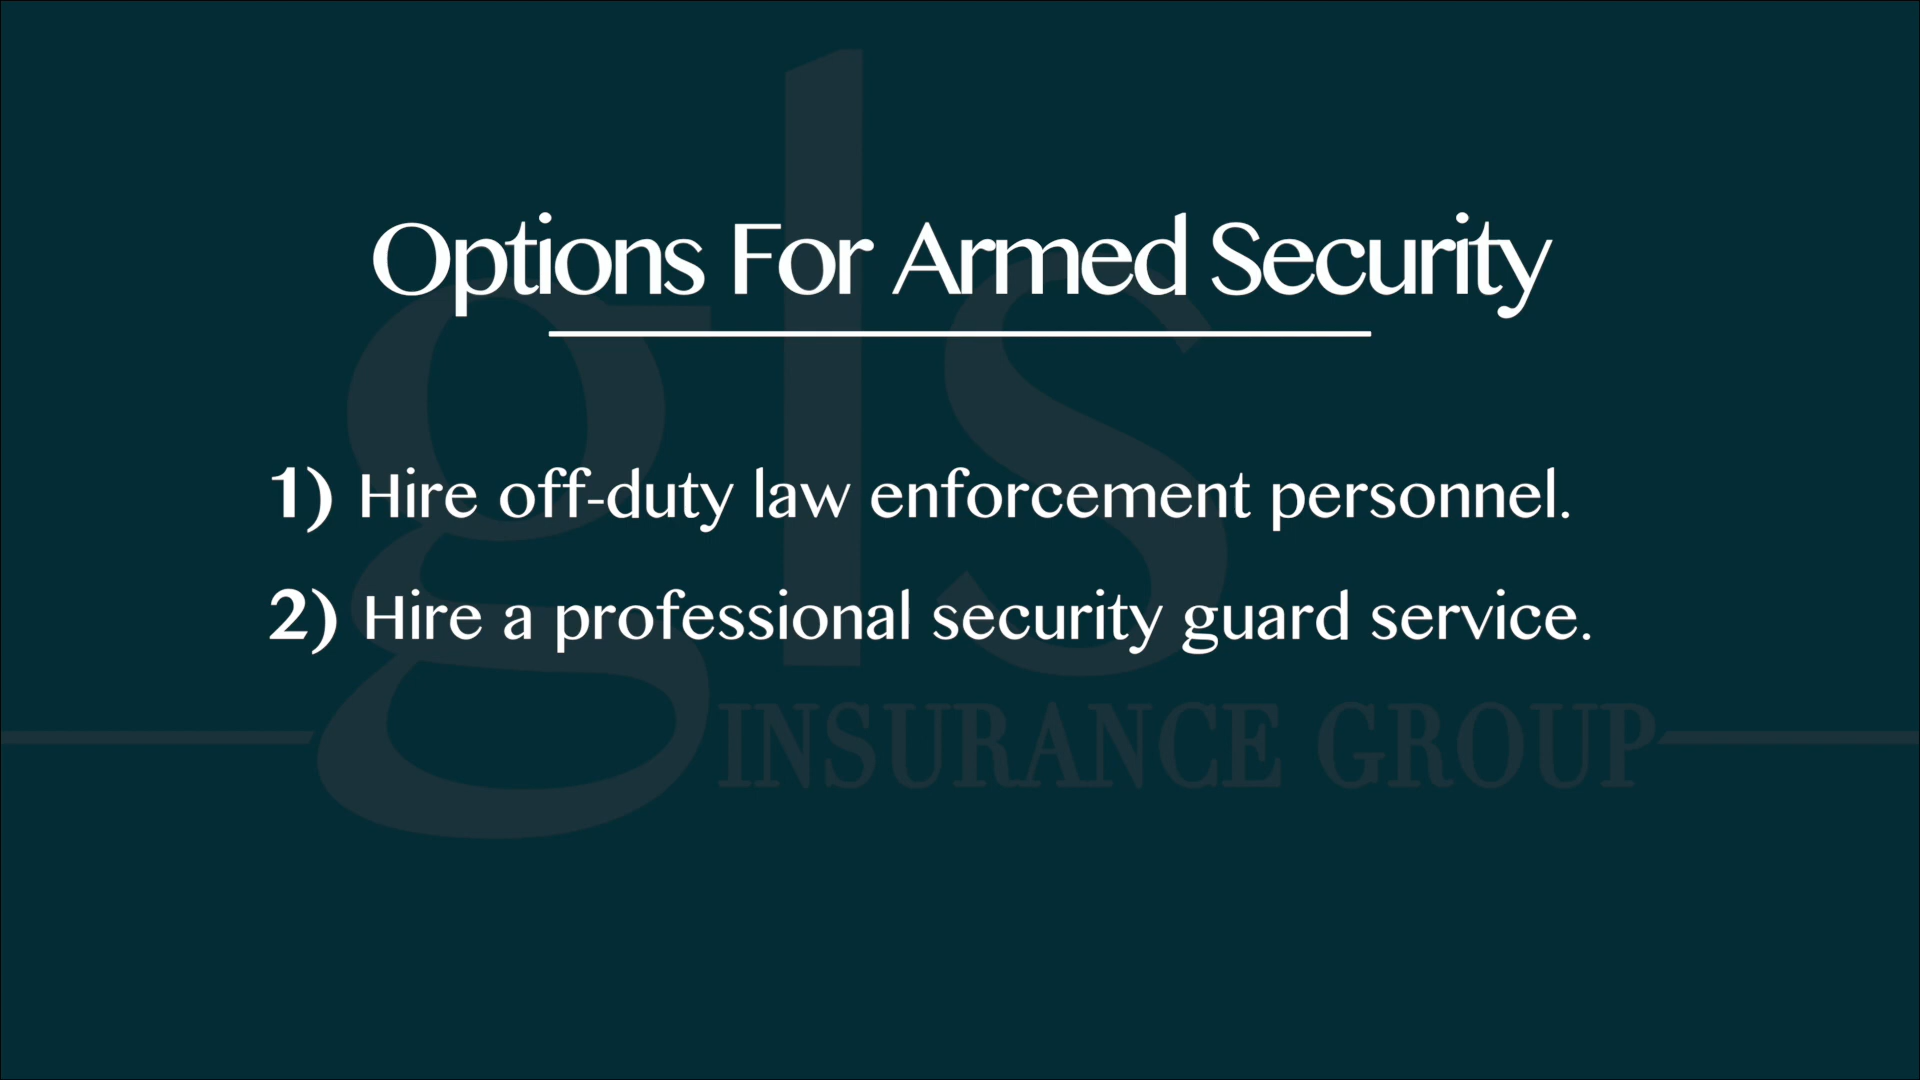 Options For Armed Security
1) Hire off-duty law enforcement personnel.
2) Hire a professional security guard service.
gls
INSURANCE GROUP